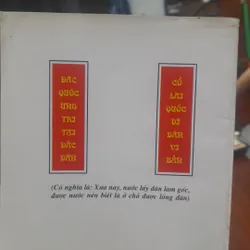 ĐẮC
QUỐC
ƯNG
TRI
TẠI
ĐẮC
DÂN
CỔ
LAI
QUỐC
DĨ
DÂN
VI
BẢN
(Có nghĩa là: Xưa nay, nước lấy dân làm gốc,
được nước nên biết là ở chỗ được lòng dân)